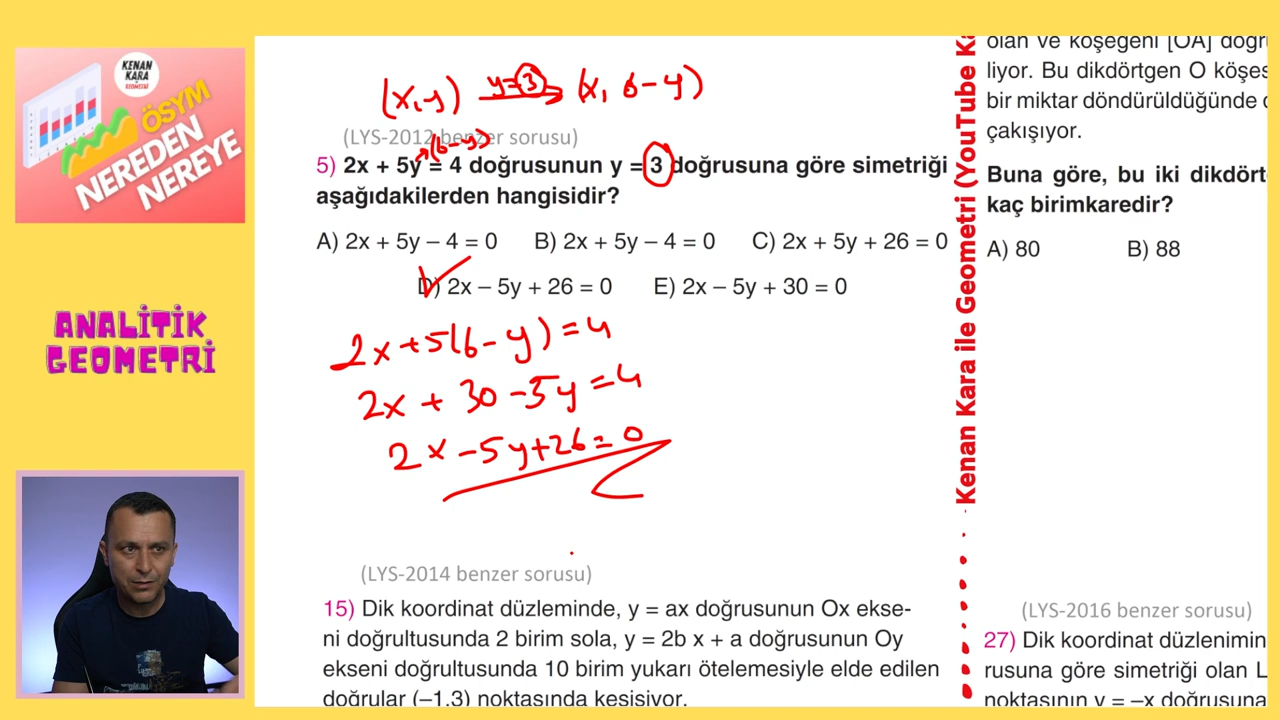 KENAN
KARA
ile
GEOMETRİ
ÖSYM
NEREDEN
NEREYE
ANALİTİK
GEOMETRİ
(x,y) y=3 → (x, 6-y)
(LYS-2012 benzer sorusu)
→(6-y)
5) 2x + 5y = 4 doğrusunun y = 3 doğrusuna göre simetriği
aşağıdakilerden hangisidir?
A) 2x + 5y – 4 = 0 B) 2x + 5y – 4 = 0 C) 2x + 5y + 26 = 0
D) 2x – 5y + 26 = 0 E) 2x – 5y + 30 = 0
2x+5(6-y)=4
2x + 30 -5y=4
2x -5y+26=0
(LYS-2014 benzer sorusu)
15) Dik koordinat düzleminde, y = ax doğrusunun Ox ekse-
ni doğrultusunda 2 birim sola, y = 2b x + a doğrusunun Oy
ekseni doğrultusunda 10 birim yukarı ötelemesiyle elde edilen
doğrular (–1,3) noktasında kesişiyor.
Kenan Kara ile Geometri (YouTube Ka
olan ve köşegeni [OA] doğru
liyor. Bu dikdörtgen O köşes
bir miktar döndürüldüğünde
çakışıyor.
Buna göre, bu iki dikdört
kaç birimkaredir?
A) 80 B) 88
(LYS-2016 benzer sorusu)
27) Dik koordinat düzlenimin
rusuna göre simetriği olan L
noktasının y = –x doğrusuna